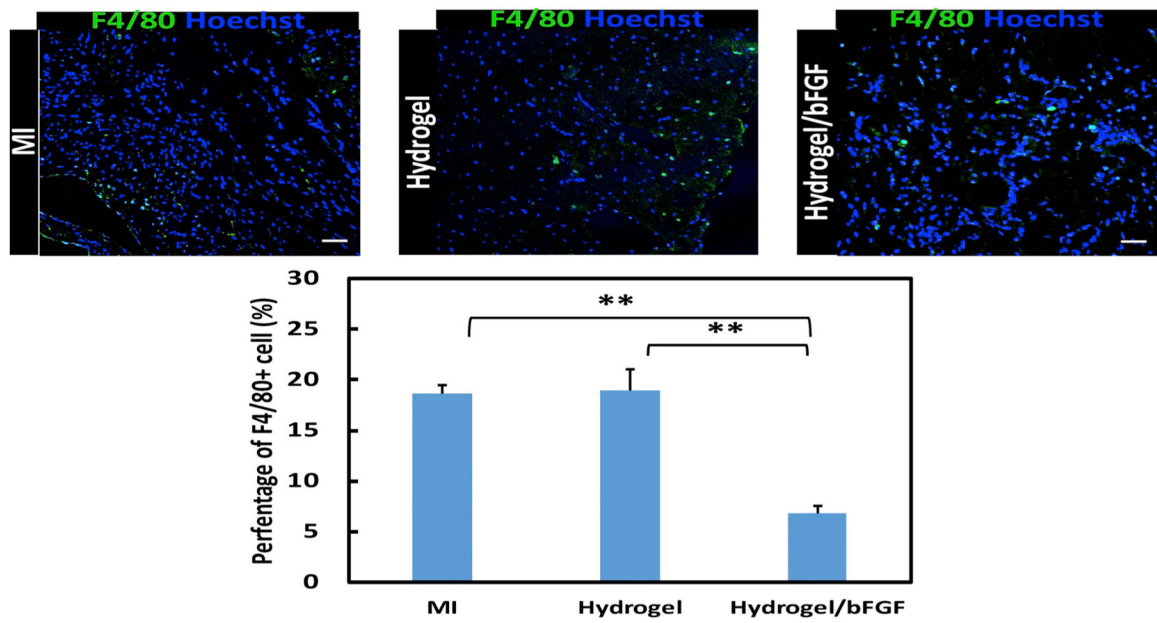 F4/80 Hoechst
MI
F4/80 Hoechst
Hydrogel
F4/80 Hoechst
Hydrogel/bFGF
Perfentage of F4/80+ cell (%)
30
25
20
15
10
5
0
**
**
MI
Hydrogel
Hydrogel/bFGF